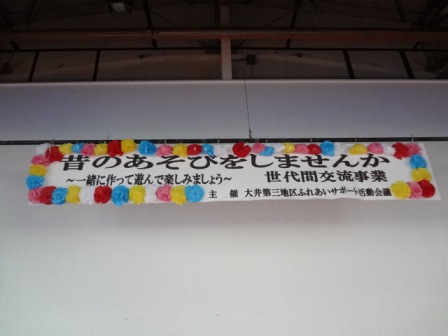 昔のあそびをしませんか
～一緒に作って遊んで楽しみましょう～ 世代間交流事業
主 催 大井第三地区ふれあいサポート活動会議